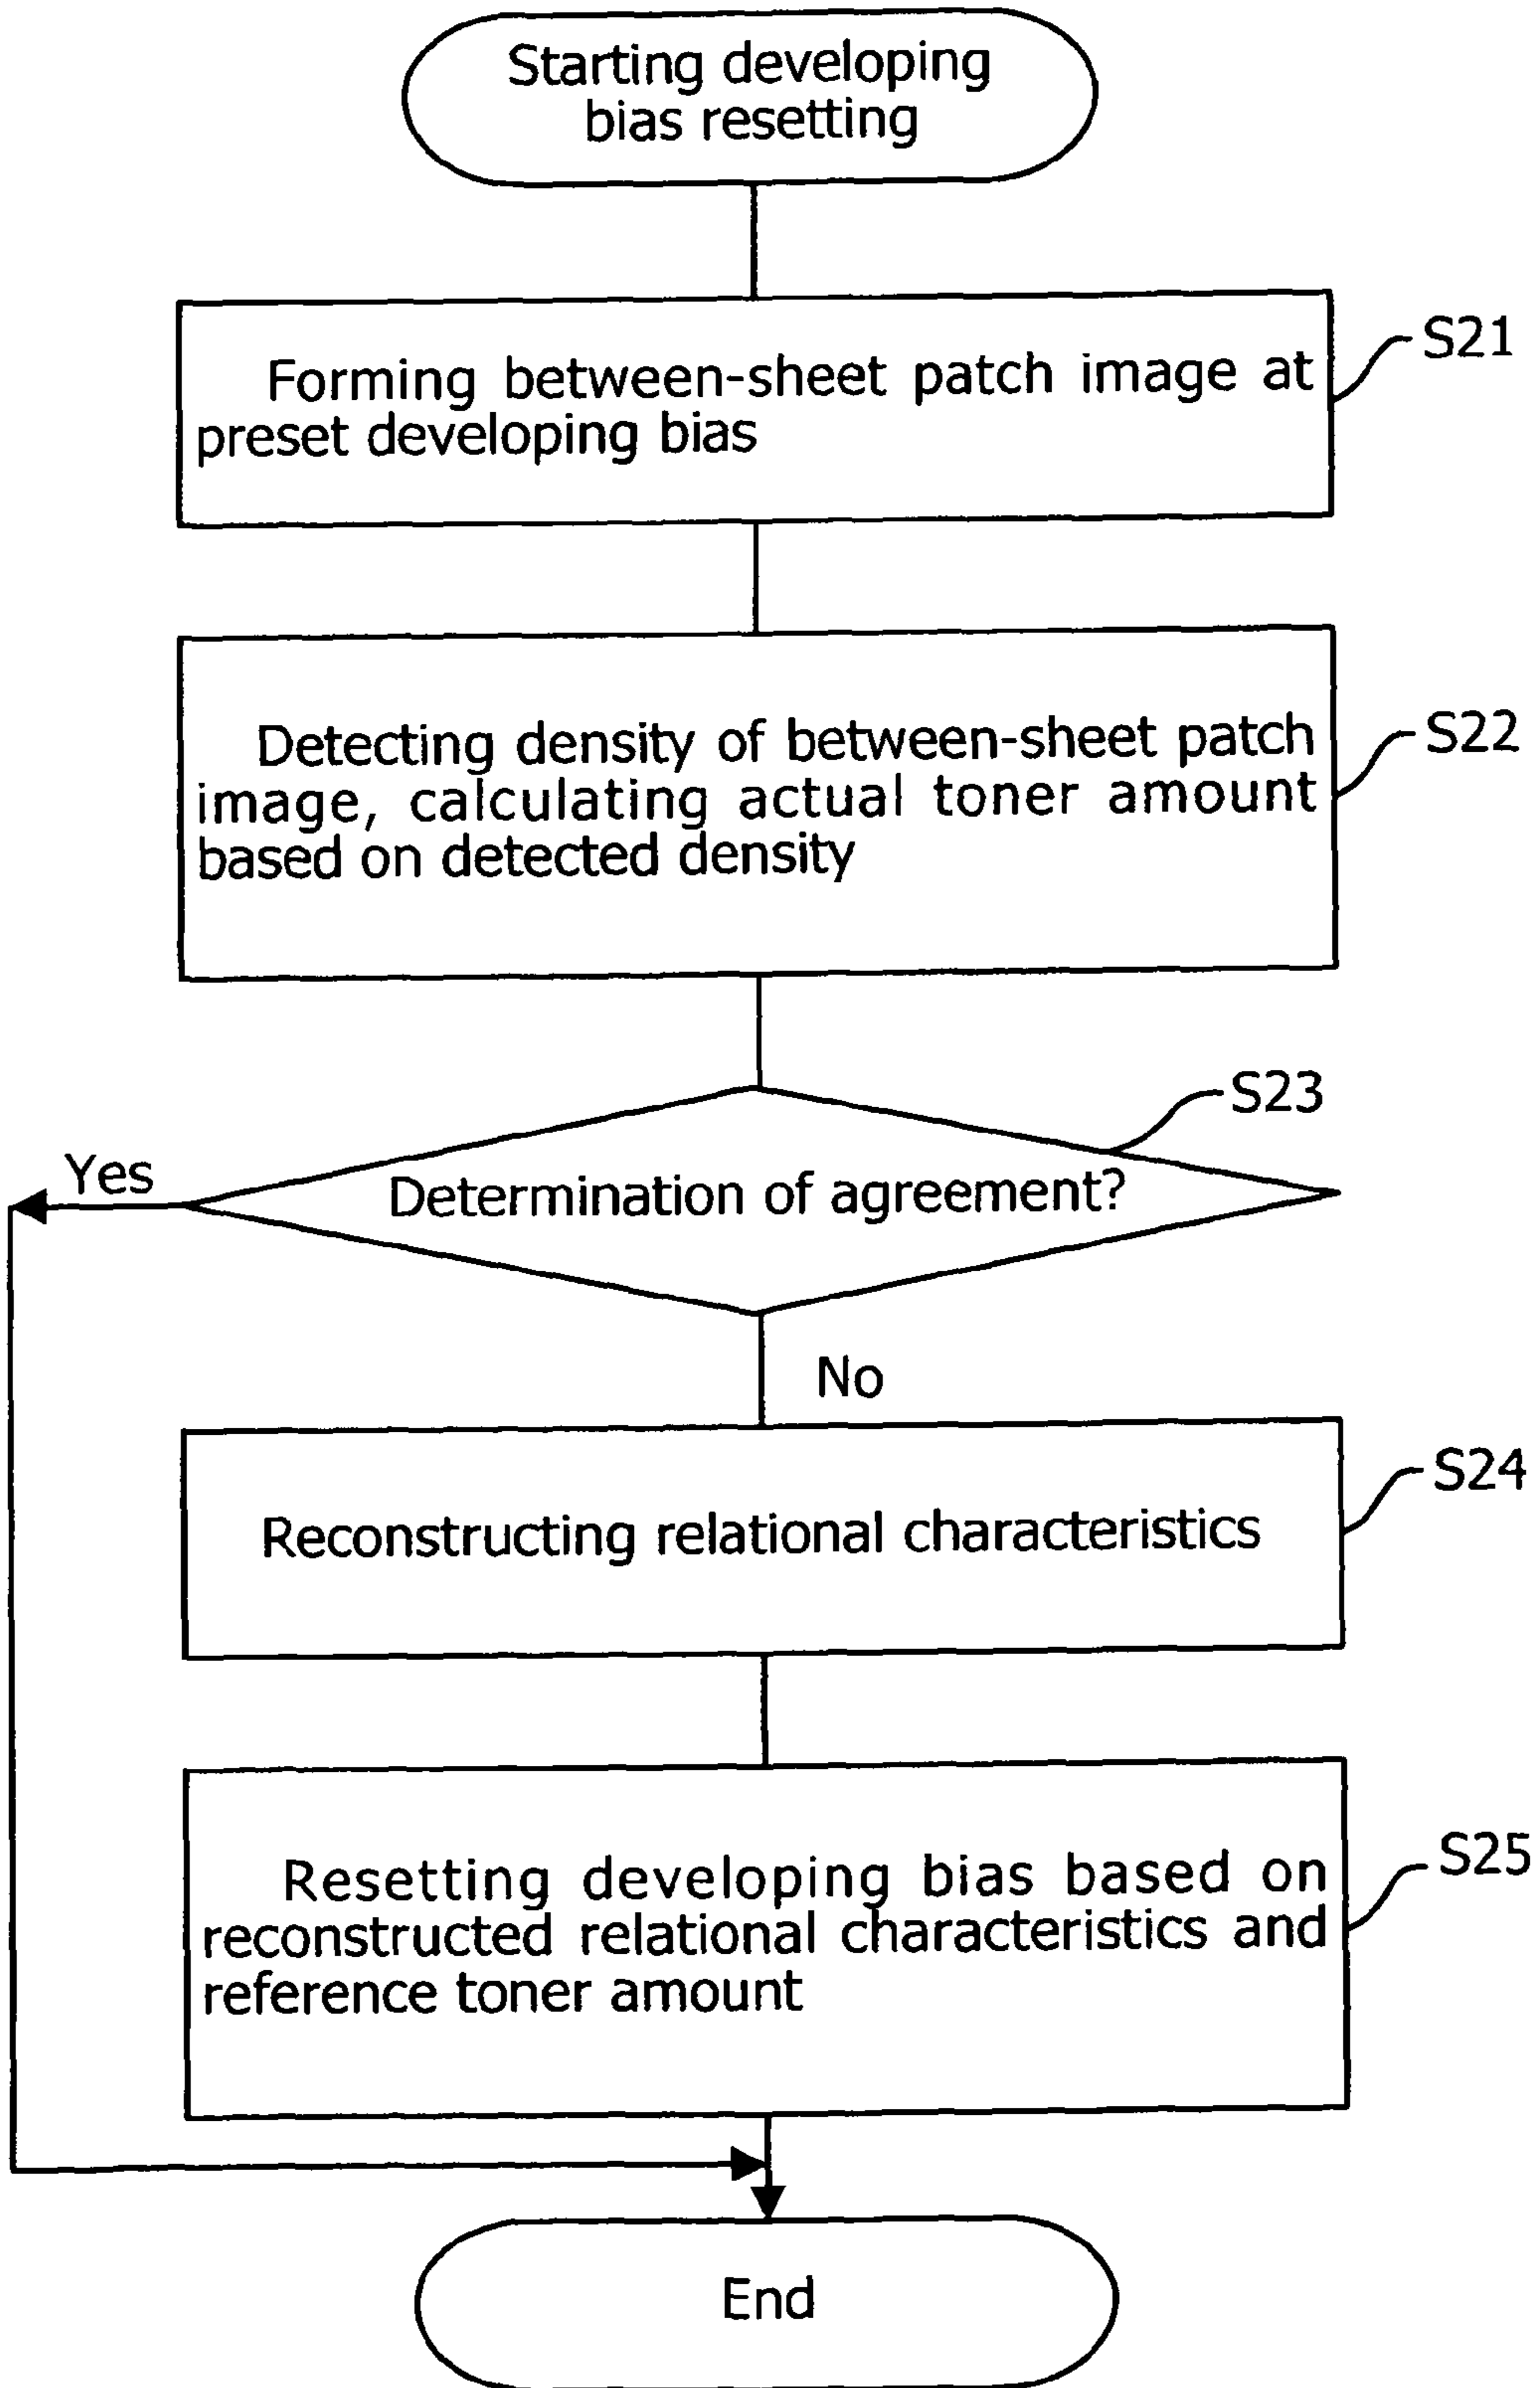 Starting developing
bias resetting
Forming between-sheet patch image at
preset developing bias
S21
Detecting density of between-sheet patch
image, calculating actual toner amount
based on detected density
S22
S23
Yes
Determination of agreement?
No
Reconstructing relational characteristics
S24
Resetting developing bias based on
reconstructed relational characteristics and
reference toner amount
S25
End